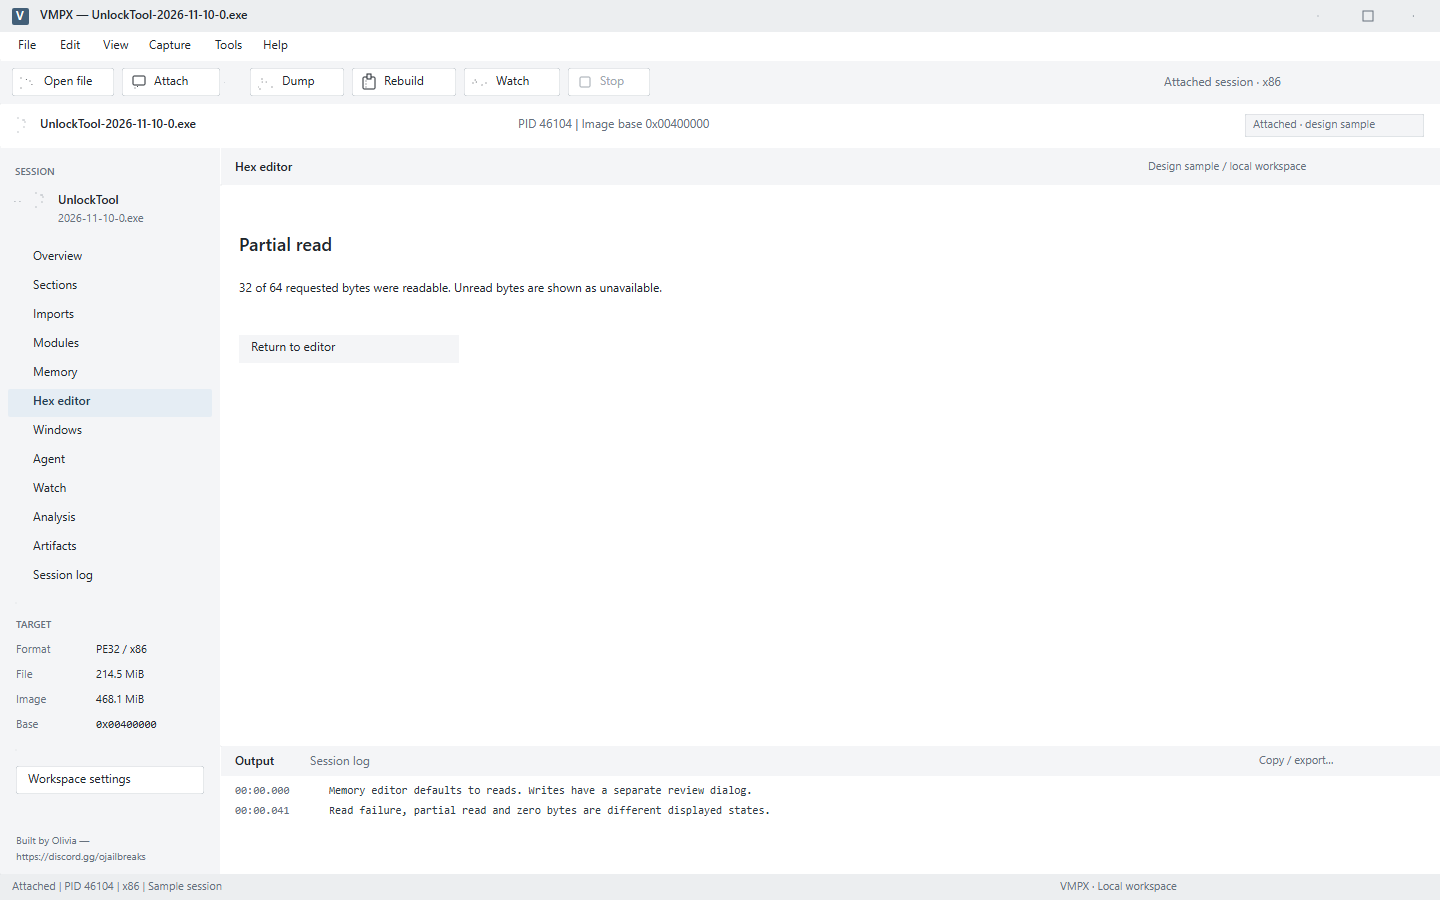 V VMPX — UnlockTool-2026-11-10-0.exe
File Edit View Capture Tools Help
Open file Attach Dump Rebuild Watch Stop Attached session · x86
UnlockTool-2026-11-10-0.exe PID 46104 | Image base 0x00400000 Attached · design sample
SESSION
UnlockTool
2026-11-10-0.exe
Overview
Sections
Imports
Modules
Memory
Hex editor
Windows
Agent
Watch
Analysis
Artifacts
Session log
TARGET
Format PE32 / x86
File 214.5 MiB
Image 468.1 MiB
Base 0x00400000
Workspace settings
Built by Olivia —
https://discord.gg/ojailbreaks
Hex editor Design sample / local workspace
Partial read
32 of 64 requested bytes were readable. Unread bytes are shown as unavailable.
Return to editor
Output Session log Copy / export...
00:00.000 Memory editor defaults to reads. Writes have a separate review dialog.
00:00.041 Read failure, partial read and zero bytes are different displayed states.
Attached | PID 46104 | x86 | Sample session VMPX · Local workspace